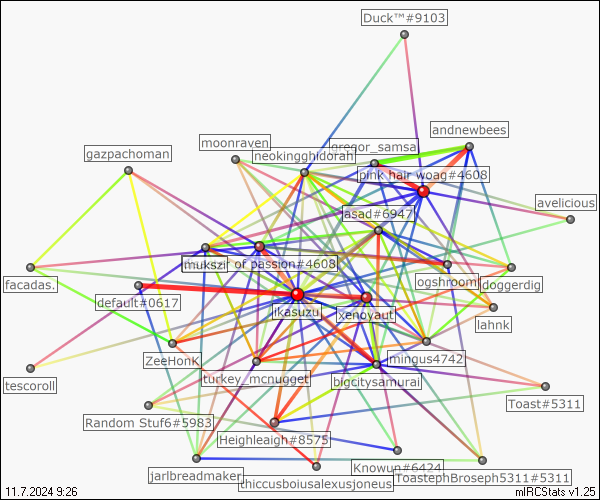 Duck™#9103
andnewbees
moonraven
gregor_samsa
gazpachoman
neokingghidorah
pink hair woag#4608
avelicious
jasad#6947
mukszi
of passion#4608
ogshroom
doggerdig
facadas.
default#0617
ikasuzu
xenoyaut
lahnk
ZeeHonk
mingus4742
tescoroll
turkey_mcnugget
bigcitysamurai
Toast#5311
Random Stuf6#5983
Heighleigh#8575
jarlbreadmaker
Knowun#6424
ToastephBroseph5311#5311
thiccusboiusalexusjoneus
11.7.2024 9:26
mIRCStats v1.25